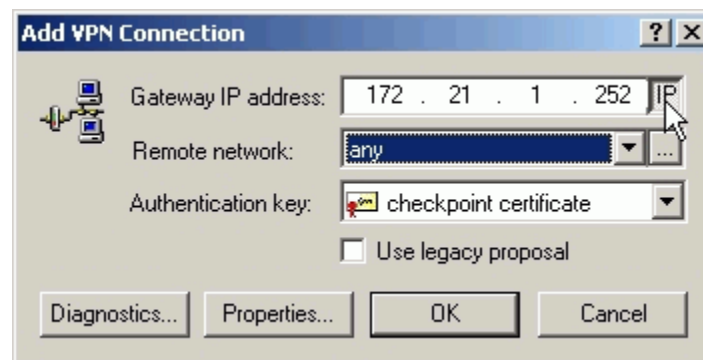 Add VPN Connection
Gateway IP address: 172 . 21 . 1 . 252 IP
Remote network: any ...
Authentication key: checkpoint certificate
Use legacy proposal
Diagnostics... Properties... OK Cancel